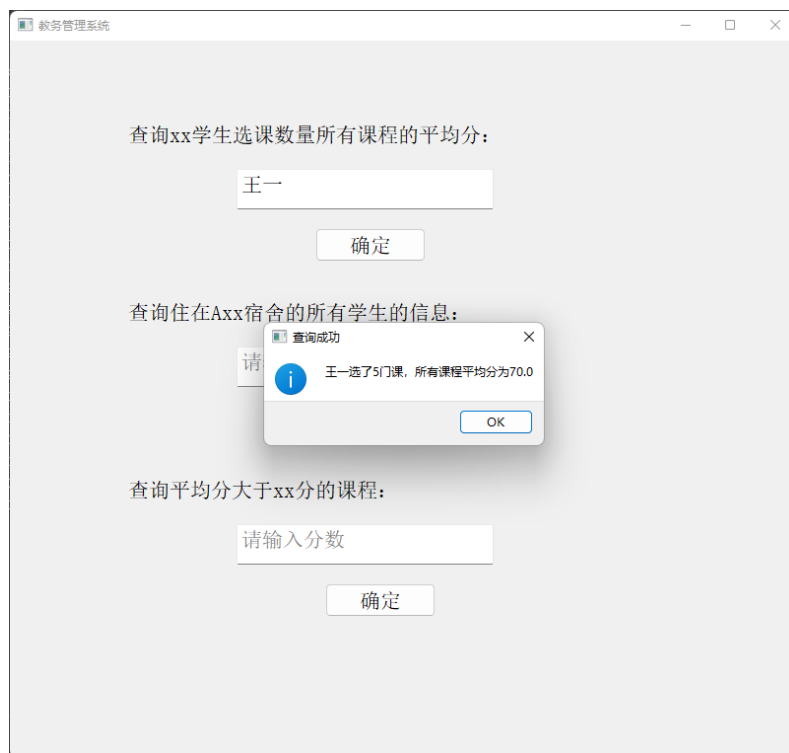 教务管理系统
查询xx学生选课数量所有课程的平均分：
王一
确定
查询住在Axx宿舍的所有学生的信息：
查询成功
请
王一选了5门课，所有课程平均分为70.0
OK
查询平均分大于xx分的课程：
请输入分数
确定